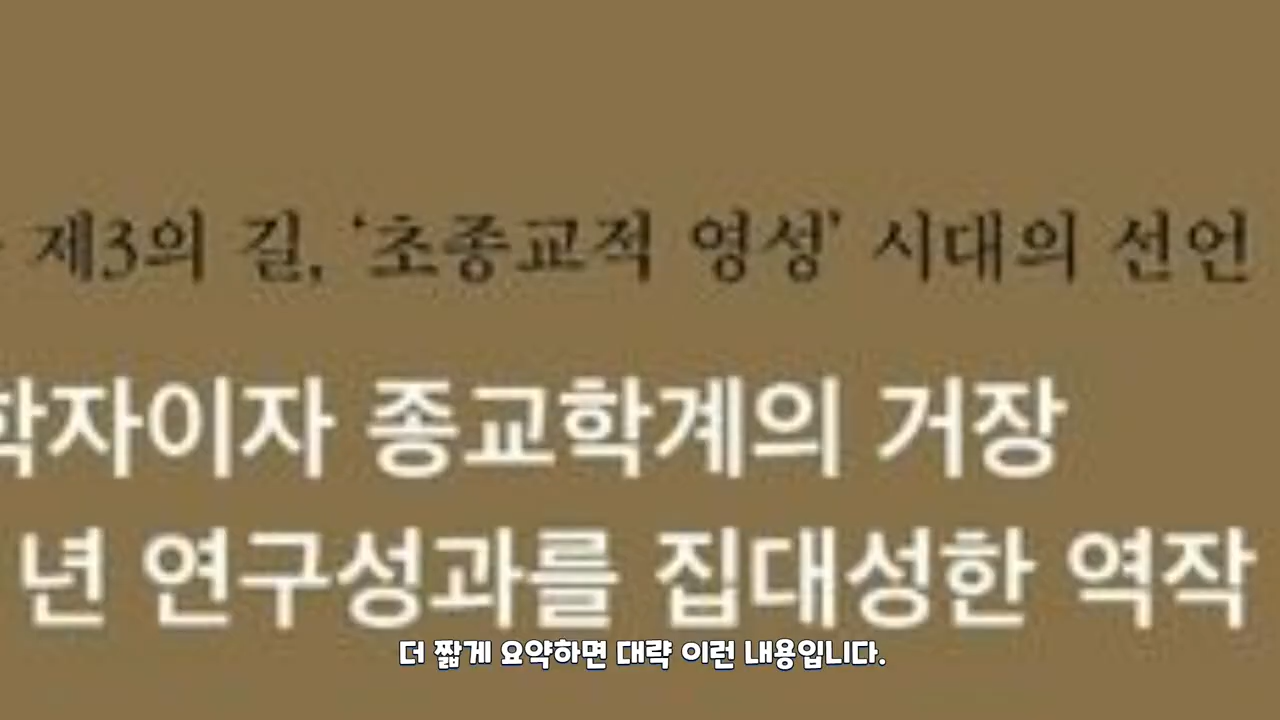 제3의 길, ‘초종교적 영성’ 시대의 선언
학자이자 종교학계의 거장
년 연구성과를 집대성한 역작
더 짧게 요약하면 대략 이런 내용입니다.